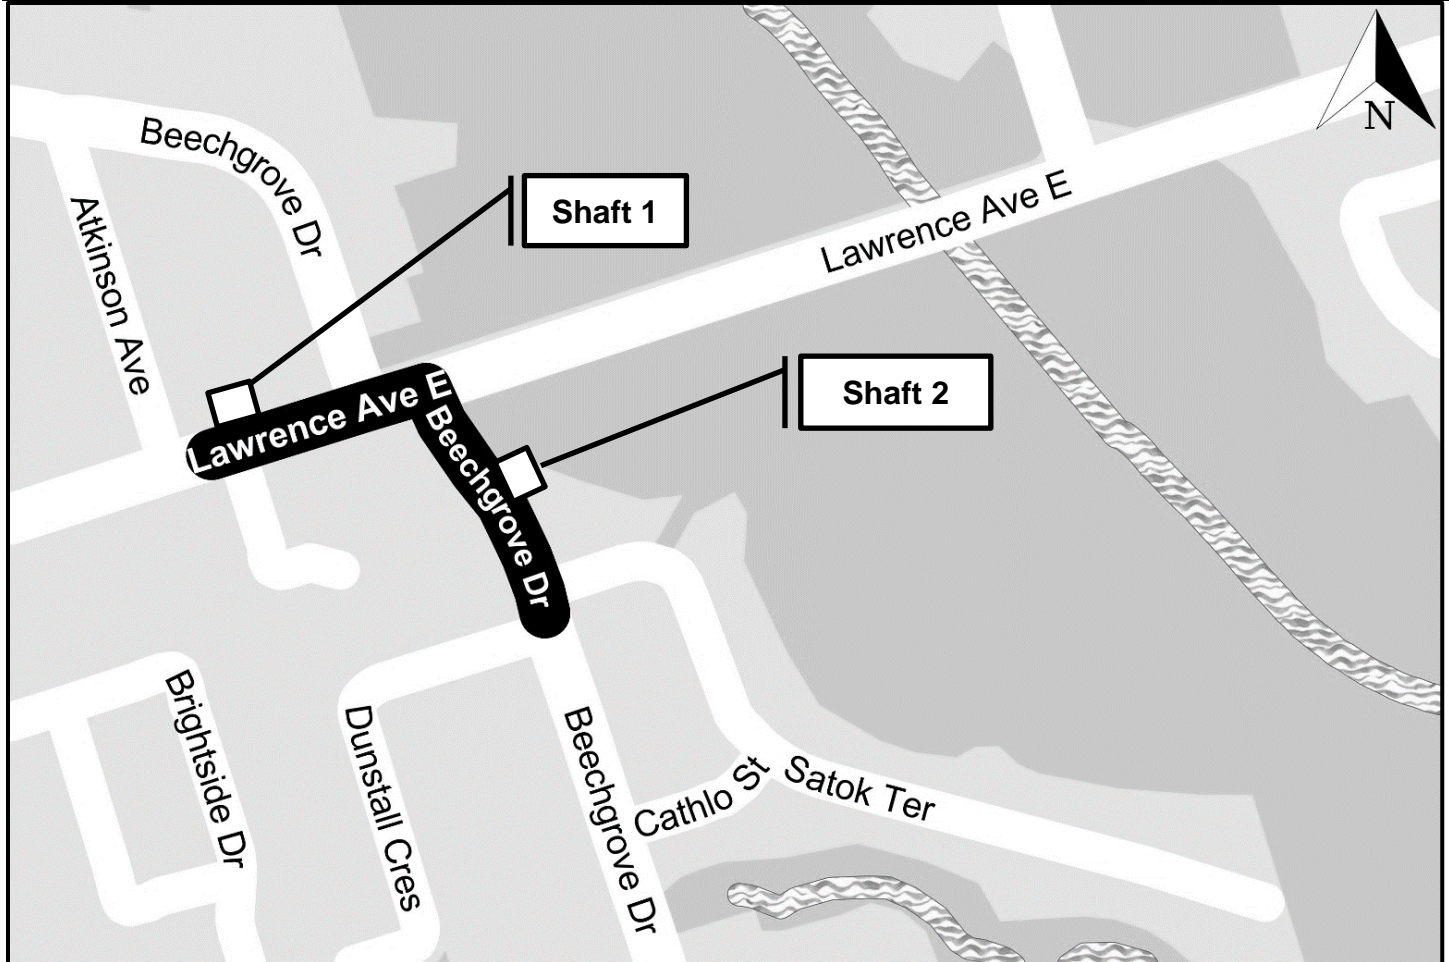 N
Beechgrove Dr
Atkinson Ave
Shaft 1
Lawrence Ave E
Shaft 2
Lawrence Ave E
Beechgrove Dr
Brightside Dr
Dunstall Cres
Beechgrove Dr
Cathlo St
Satok Ter